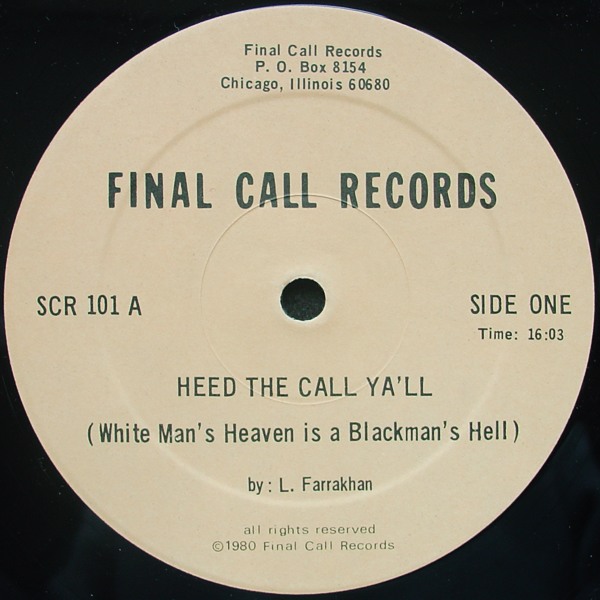 Final Call Records
P. O. Box 8154
Chicago, Illinois 60680
FINAL CALL RECORDS
SCR 101 A
SIDE ONE
Time: 16:03
HEED THE CALL YA'LL
(White Man's Heaven is a Blackman's Hell)
by: L. Farrakhan
all rights reserved
©1980 Final Call Records